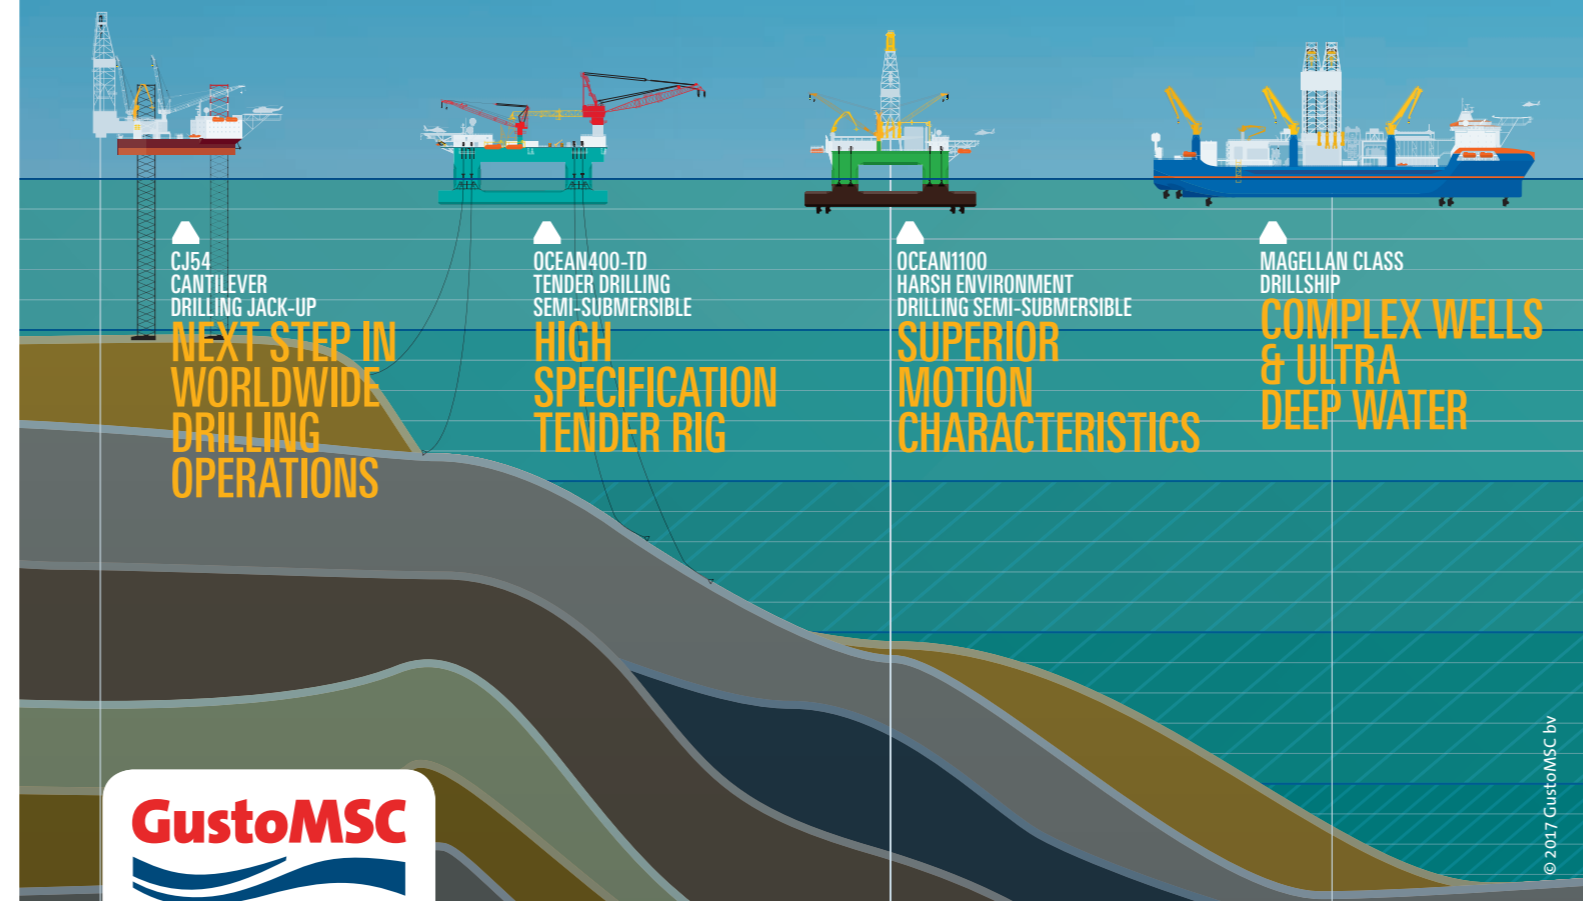 CJ54
CANTILEVER
DRILLING JACK-UP
NEXT STEP IN
WORLDWIDE
DRILLING
OPERATIONS
OCEAN400-TD
TENDER DRILLING
SEMI-SUBMERSIBLE
HIGH
SPECIFICATION
TENDER RIG
OCEAN1100
HARSH ENVIRONMENT
DRILLING SEMI-SUBMERSIBLE
SUPERIOR
MOTION
CHARACTERISTICS
MAGELLAN CLASS
DRILLSHIP
COMPLEX WELLS
& ULTRA
DEEP WATER
GustoMSC
© 2017 GustoMSC bv